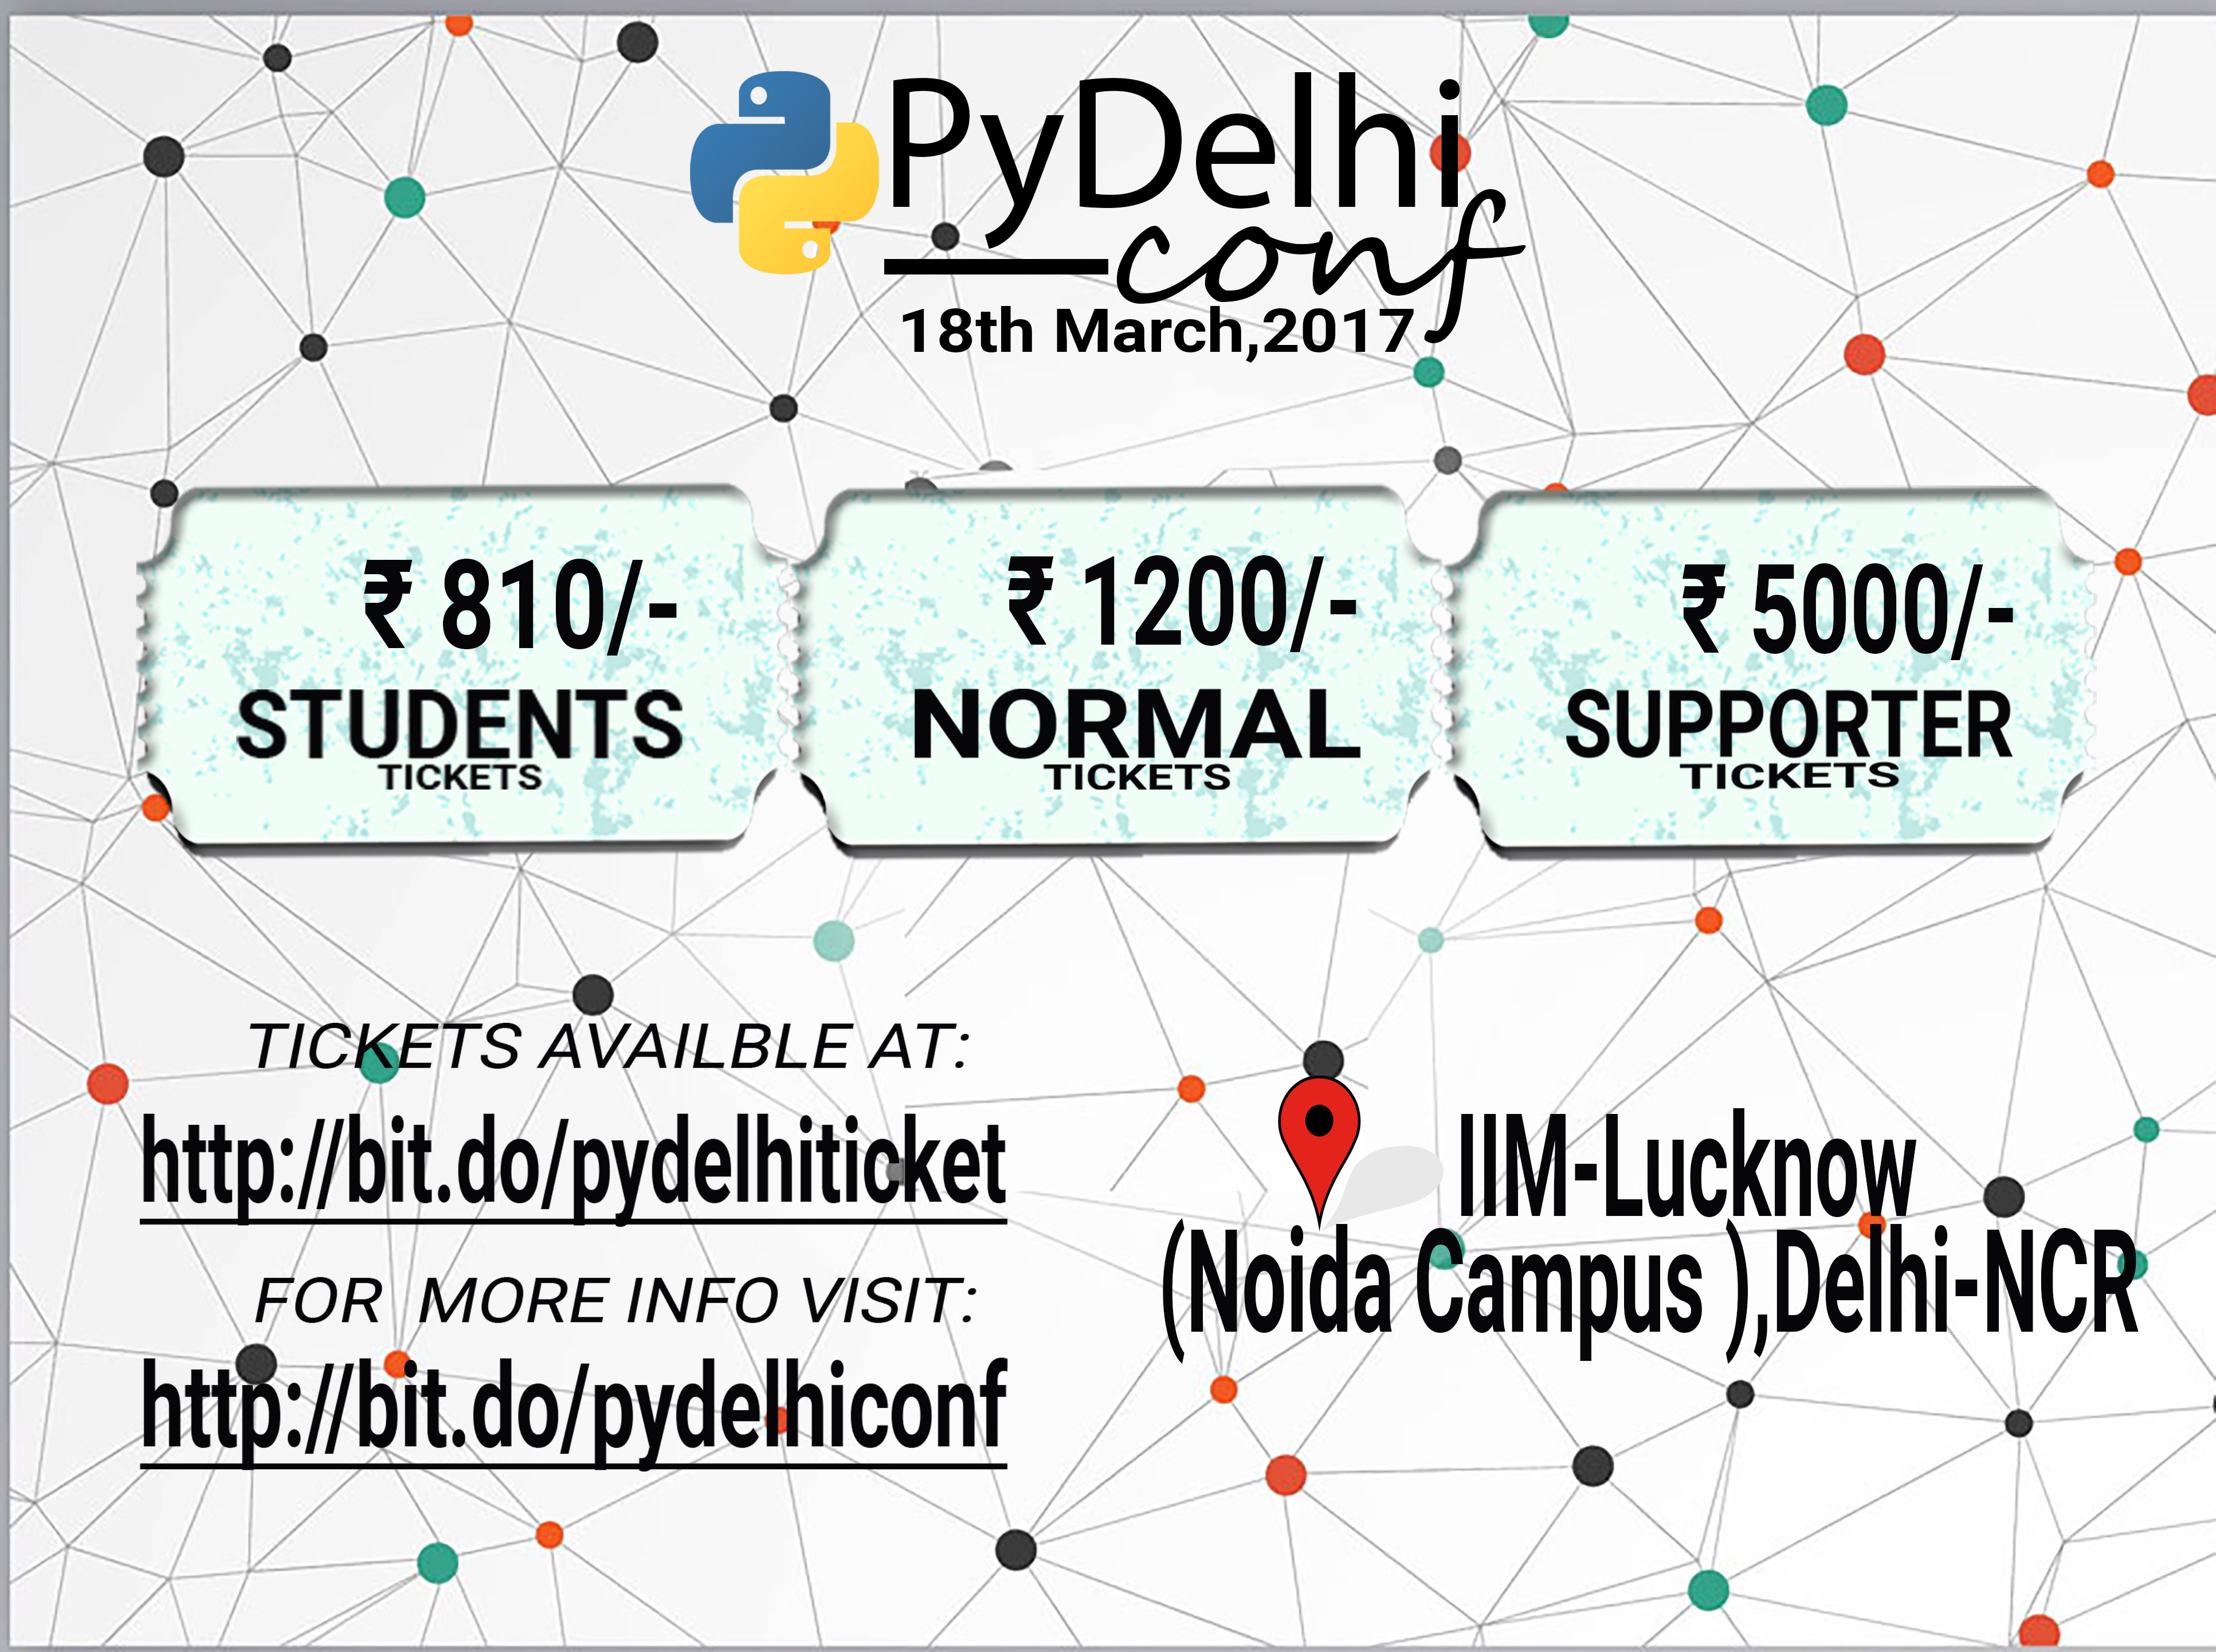 PyDelhi
conf
18th March,2017
₹ 810/-
STUDENTS
TICKETS
₹ 1200/-
NORMAL
TICKETS
₹ 5000/-
SUPPORTER
TICKETS
TICKETS AVAILBLE AT:
http://bit.do/pydelhiticket
FOR MORE INFO VISIT:
http://bit.do/pydelhiconf
IIM-Lucknow
(Noida Campus ),Delhi-NCR